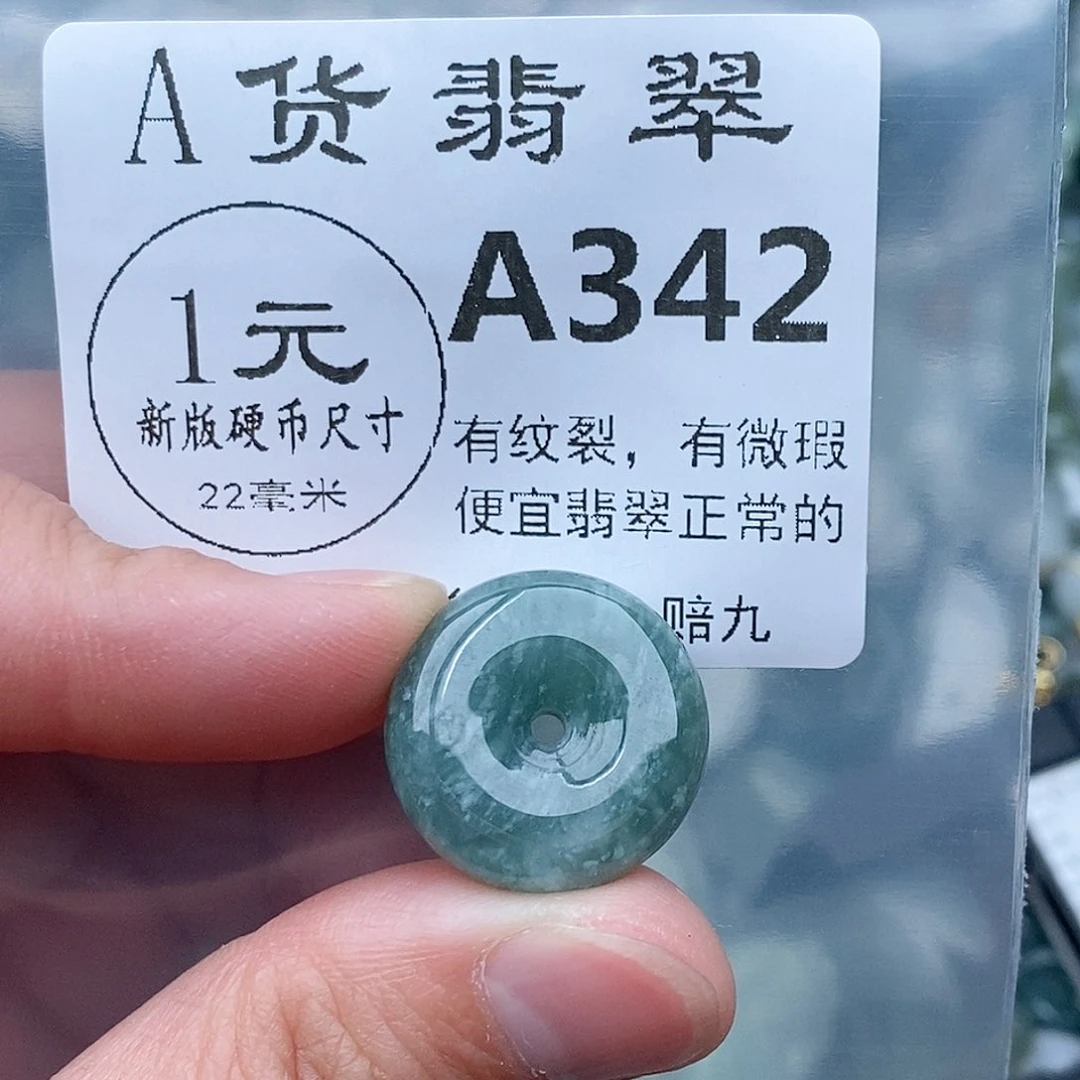 A货翡翠
A342
1元
新版硬币尺寸
22毫米
有纹裂，有微瑕
便宜翡翠正常的
赔九